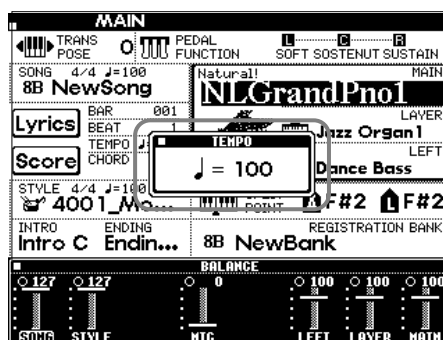 MAIN
TRANS POSE 0 PEDAL FUNCTION L C R SOFT SOSTENUT SUSTAIN
SONG 4/4 ♩=100
8B NewSong
Natural! MAIN
NLGrandPno1
Lyrics BAR 001
BEAT 1
LAYER
Jazz Organ1
TEMPO
Score CHORD
TEMPO
♩ = 100
LEFT
Dance Bass
STYLE 4/4 ♩=100
4001_Mo...
POINT F#2 L F#2
INTRO ENDING
Intro C Endin...
REGISTRATION BANK
8B NewBank
BALANCE
127 127 0 100 100 100
SONG STYLE MIC LEFT LAYER MAIN